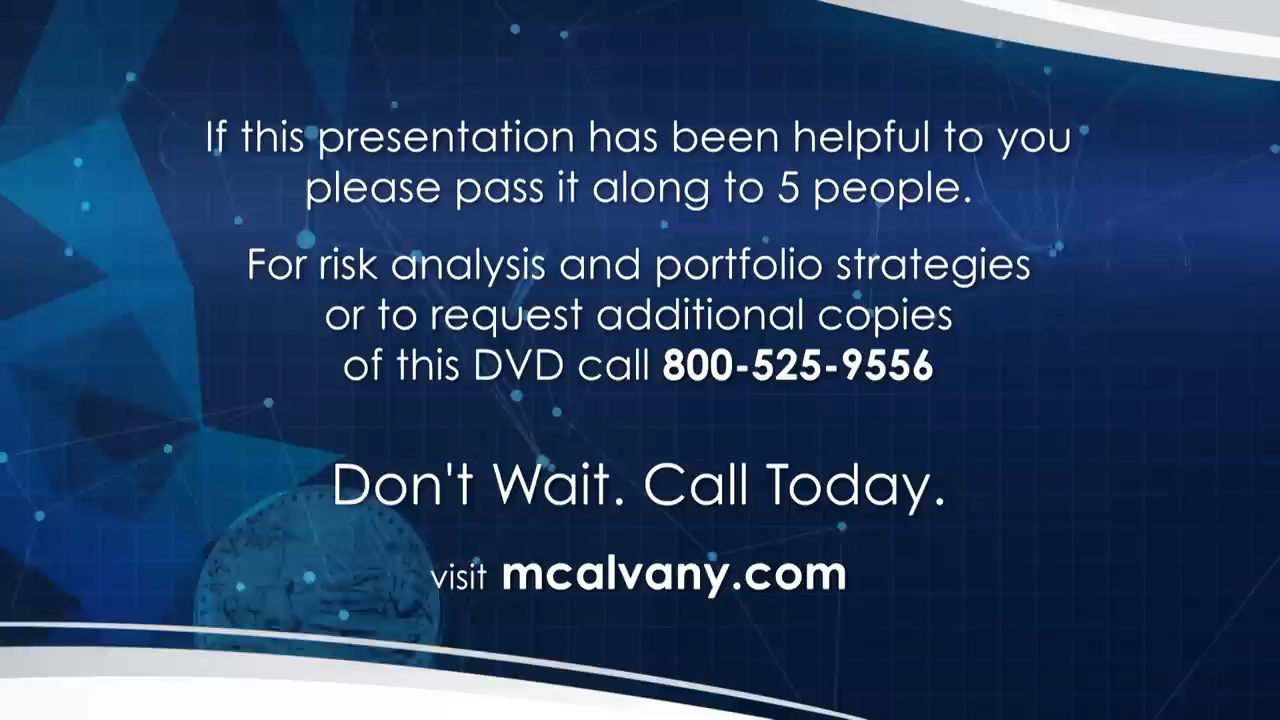 If this presentation has been helpful to you
please pass it along to 5 people.
For risk analysis and portfolio strategies
or to request additional copies
of this DVD call 800-525-9556
Don't Wait. Call Today.
visit mcalvany.com